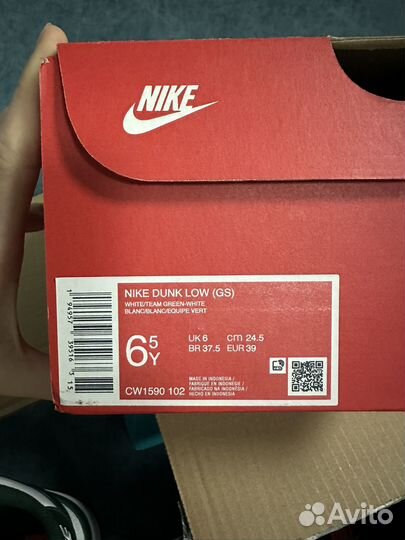 NIKE
NIKE DUNK LOW (GS)
WHITE/TEAM GREEN-WHITE
BLANC/BLANC/EQUIPE VERT
6.5Y
UK 6 cm 24.5
BR 37.5 EUR 39
CW1590 102
MADE IN INDONESIA /
FABRIQUÉ EN INDONESIE /
FABRICADO NA INDONÉSIA /
HECHO EN INDONESIA
Avito